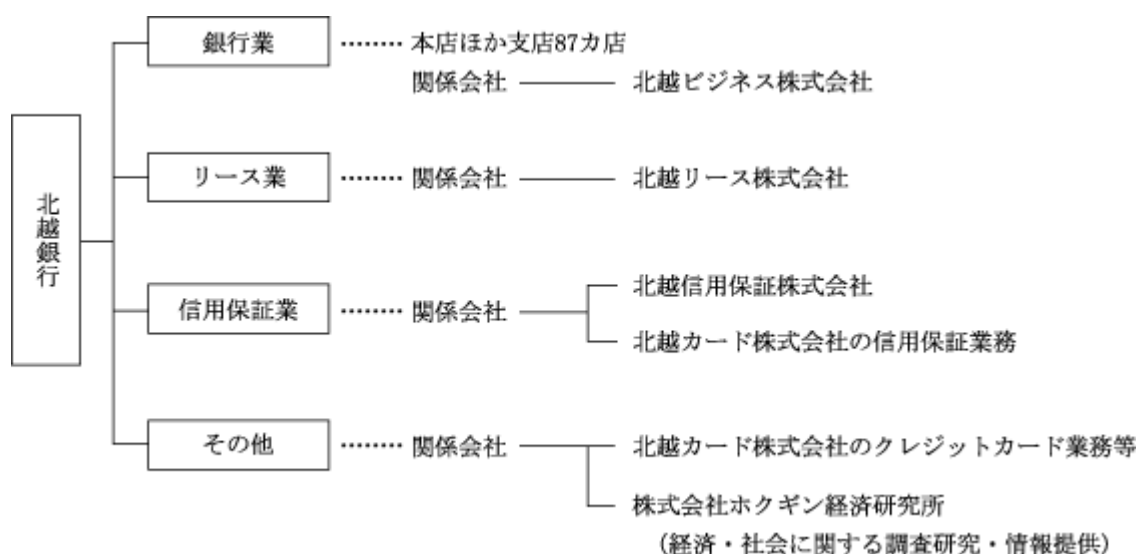 北越銀行
銀行業 ‥‥‥‥ 本店ほか支店87カ店
関係会社 北越ビジネス株式会社
リース業 ‥‥‥‥ 関係会社 北越リース株式会社
信用保証業 ‥‥‥‥ 関係会社
北越信用保証株式会社
北越カード株式会社の信用保証業務
その他 ‥‥‥‥ 関係会社 北越カード株式会社のクレジットカード業務等
株式会社ホクギン経済研究所
（経済・社会に関する調査研究・情報提供）